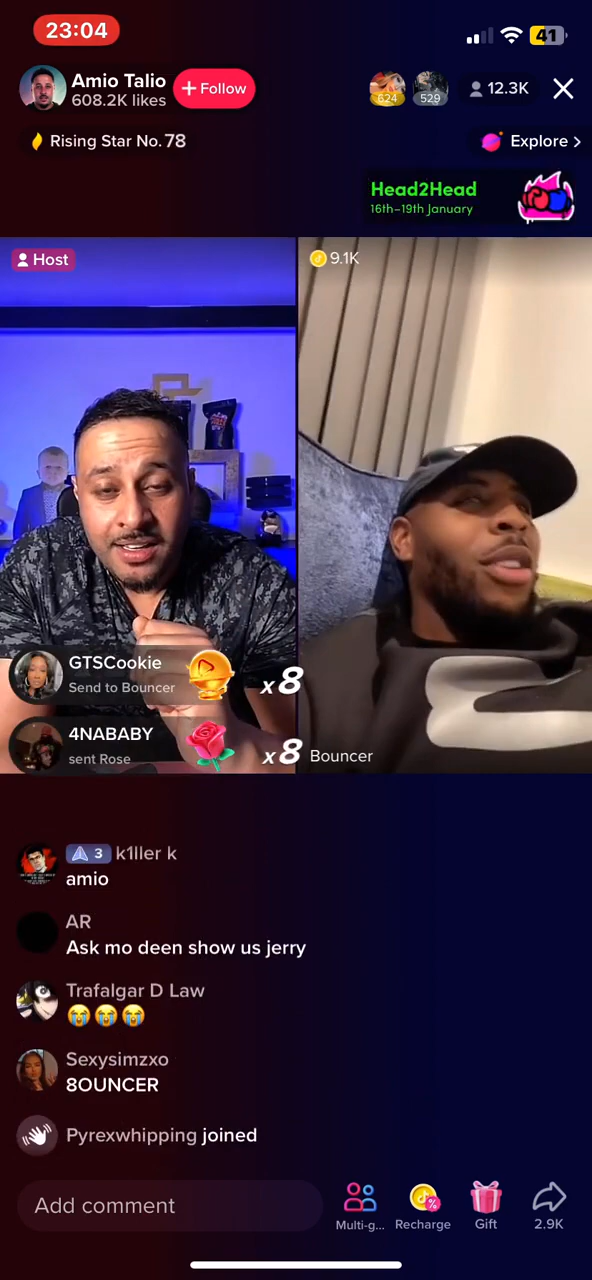 23:04
41
Amio Talio
608.2K likes
+ Follow
624
529
12.3K
Rising Star No. 78
Explore >
Head2Head
16th–19th January
Host
9.1K
GTSCookie
Send to Bouncer
x8
4NABABY
sent Rose
x8
Bouncer
3 k1ller k
amio
AR
Ask mo deen show us jerry
Trafalgar D Law
😭😭😭
Sexysimzxo
8OUNCER
Pyrexwhipping joined
Add comment
Multi-g...
Recharge
Gift
2.9K